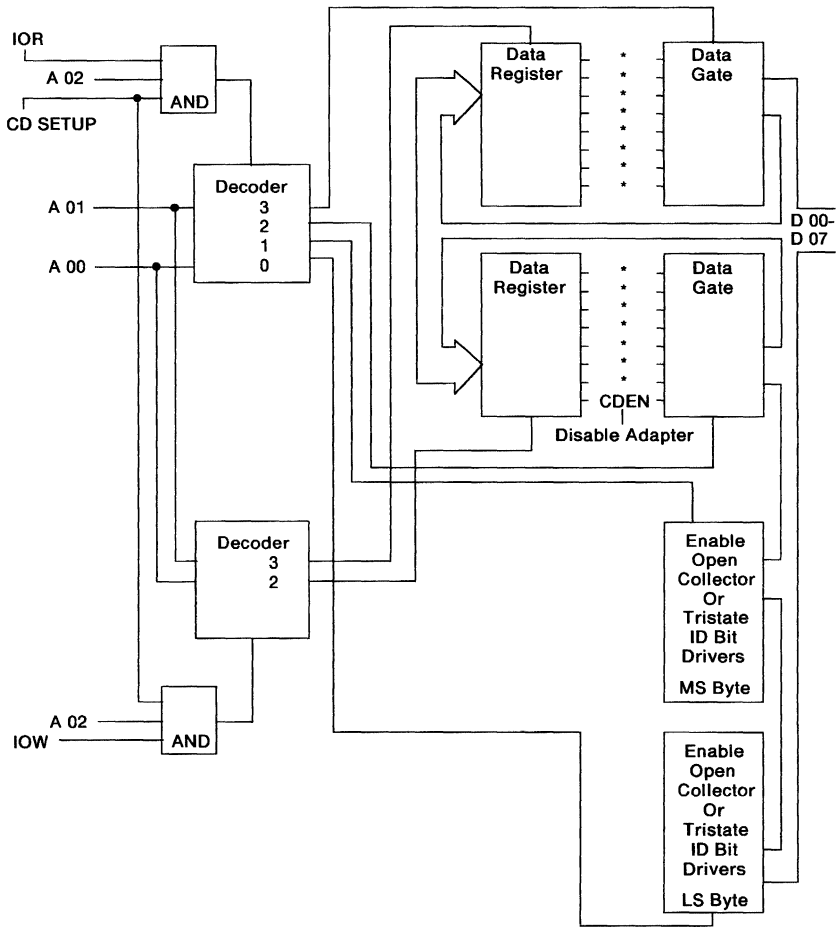 IOR
A 02
AND
CD SETUP
Decoder
3
2
1
0
A 01
A 00
Data
Register
*
*
*
*
*
*
*
*
Data
Gate
D 00-
D 07
Data
Register
*
*
*
*
*
*
*
CDEN
Disable Adapter
Data
Gate
Decoder
3
2
A 02
IOW
AND
Enable
Open
Collector
Or
Tristate
ID Bit
Drivers
MS Byte
Enable
Open
Collector
Or
Tristate
ID Bit
Drivers
LS Byte